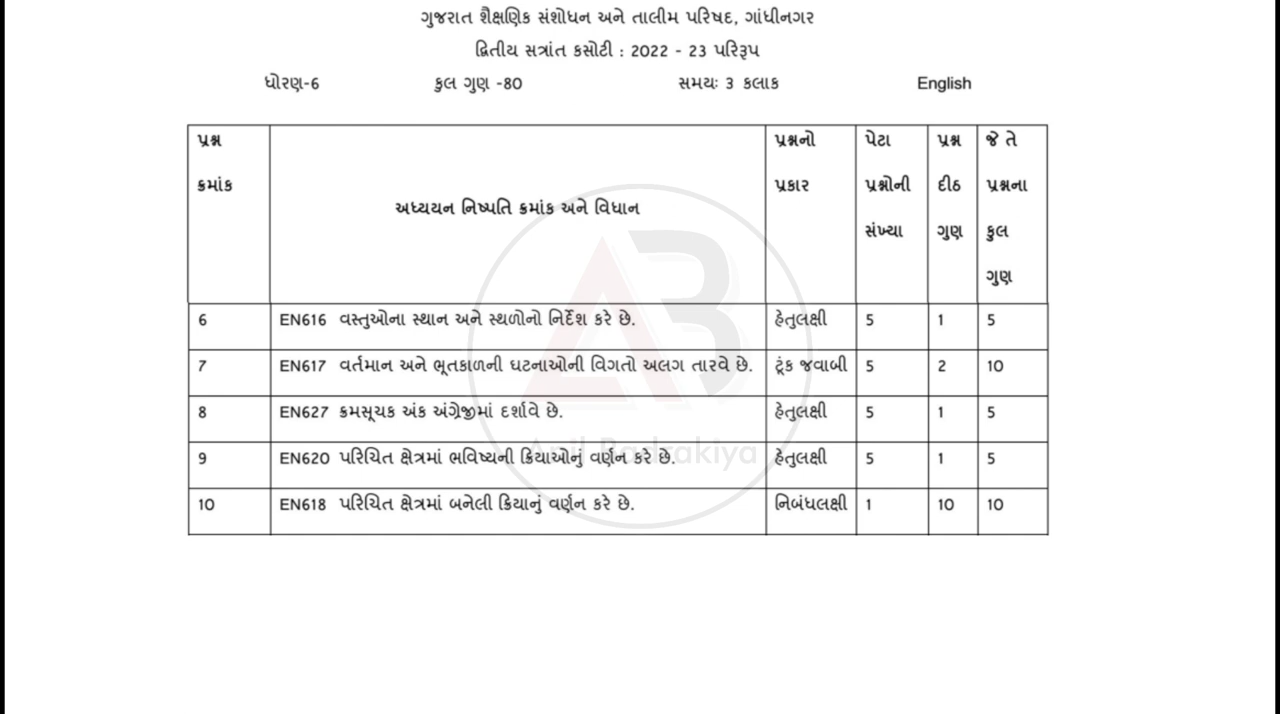 ગુજરાત શૈક્ષણિક સંશોધન અને તાલીમ પરિષદ, ગાંધીનગર
દ્વિતીય સત્રાંત કસોટી : 2022 - 23 પરિરૂપ
ધોરણ-6 કુલ ગુણ -80 સમયઃ 3 કલાક English
પ્રશ્ન ક્રમાંક અધ્યયન નિષ્પતિ ક્રમાંક અને વિધાન પ્રશ્નનો પ્રકાર પેટા પ્રશ્નોની સંખ્યા પ્રશ્ન દીઠ ગુણ જે તે પ્રશ્નના કુલ ગુણ
6 EN616 વસ્તુઓના સ્થાન અને સ્થળોનો નિર્દેશ કરે છે. હેતુલક્ષી 5 1 5
7 EN617 વર્તમાન અને ભૂતકાળની ઘટનાઓની વિગતો અલગ તારવે છે. ટૂંક જવાબી 5 2 10
8 EN627 ક્રમસૂચક અંક અંગ્રેજીમાં દર્શાવે છે. હેતુલક્ષી 5 1 5
9 EN620 પરિચિત ક્ષેત્રમાં ભવિષ્યની ક્રિયાઓનું વર્ણન કરે છે. હેતુલક્ષી 5 1 5
10 EN618 પરિચિત ક્ષેત્રમાં બનેલી ક્રિયાનું વર્ણન કરે છે. નિબંધલક્ષી 1 10 10